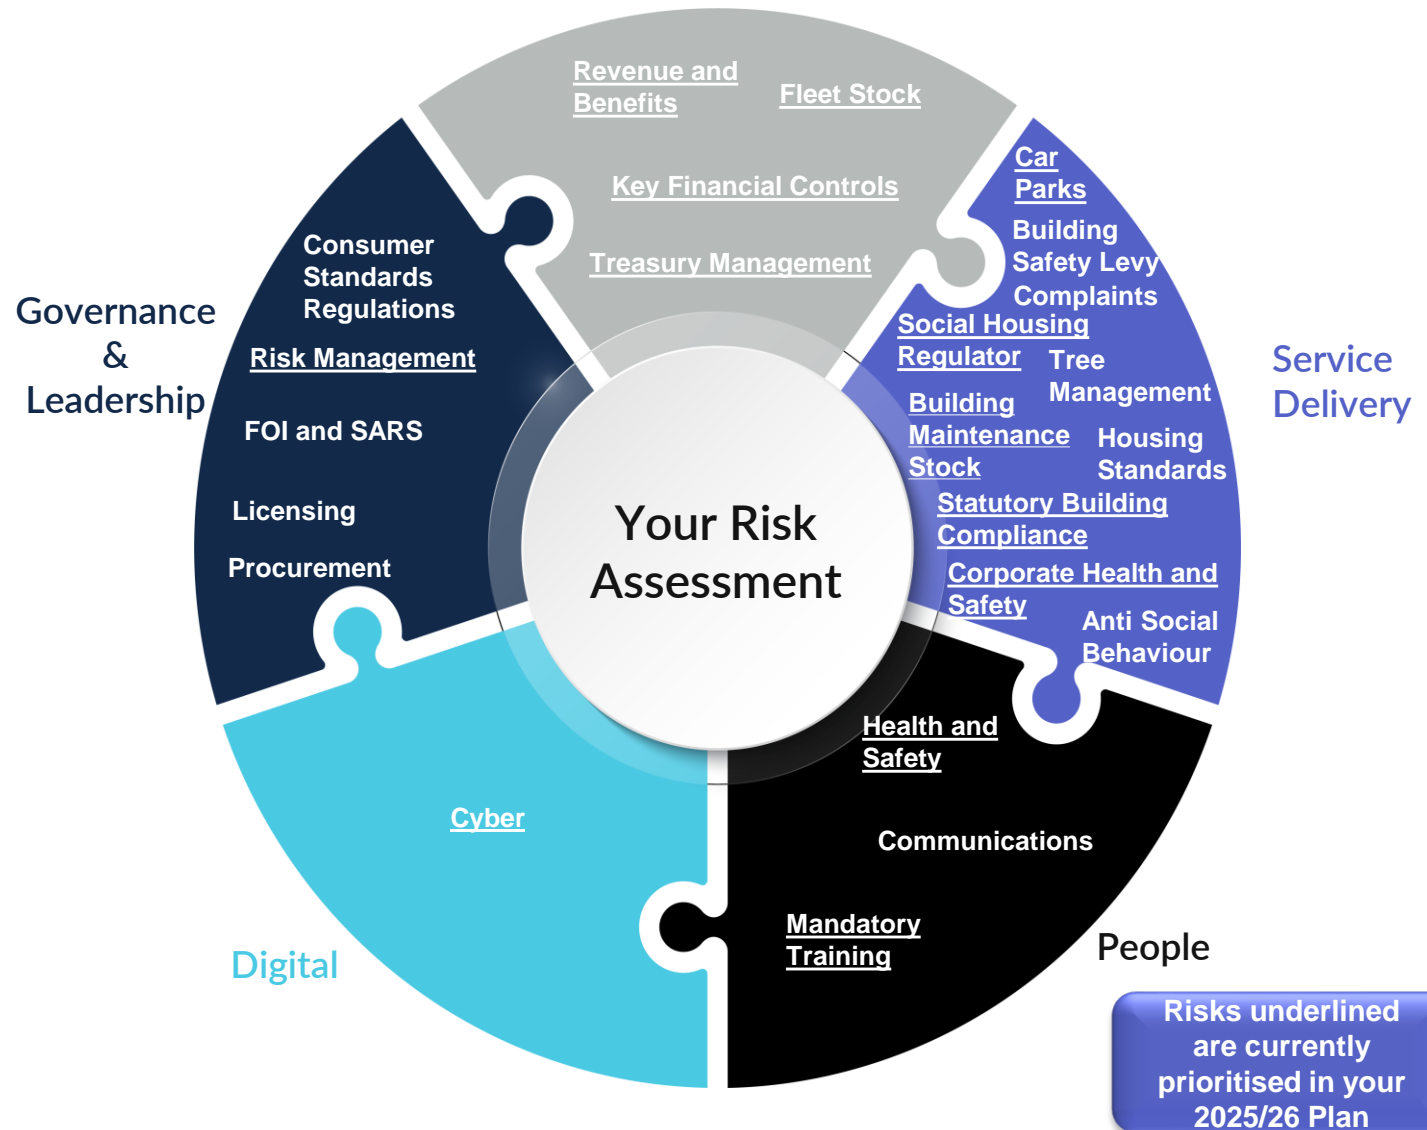 Revenue and
Benefits
Fleet Stock
Key Financial Controls
Treasury Management
Governance
&
Leadership
Consumer
Standards
Regulations
Risk Management
FOI and SARS
Licensing
Procurement
Service
Delivery
Car
Parks
Building
Safety Levy
Complaints
Social Housing
Regulator
Tree
Management
Building
Maintenance
Stock
Housing
Standards
Statutory Building
Compliance
Corporate Health and
Safety
Anti Social
Behaviour
Your Risk
Assessment
Digital
Cyber
People
Health and
Safety
Communications
Mandatory
Training
Risks underlined
are currently
prioritised in your
2025/26 Plan